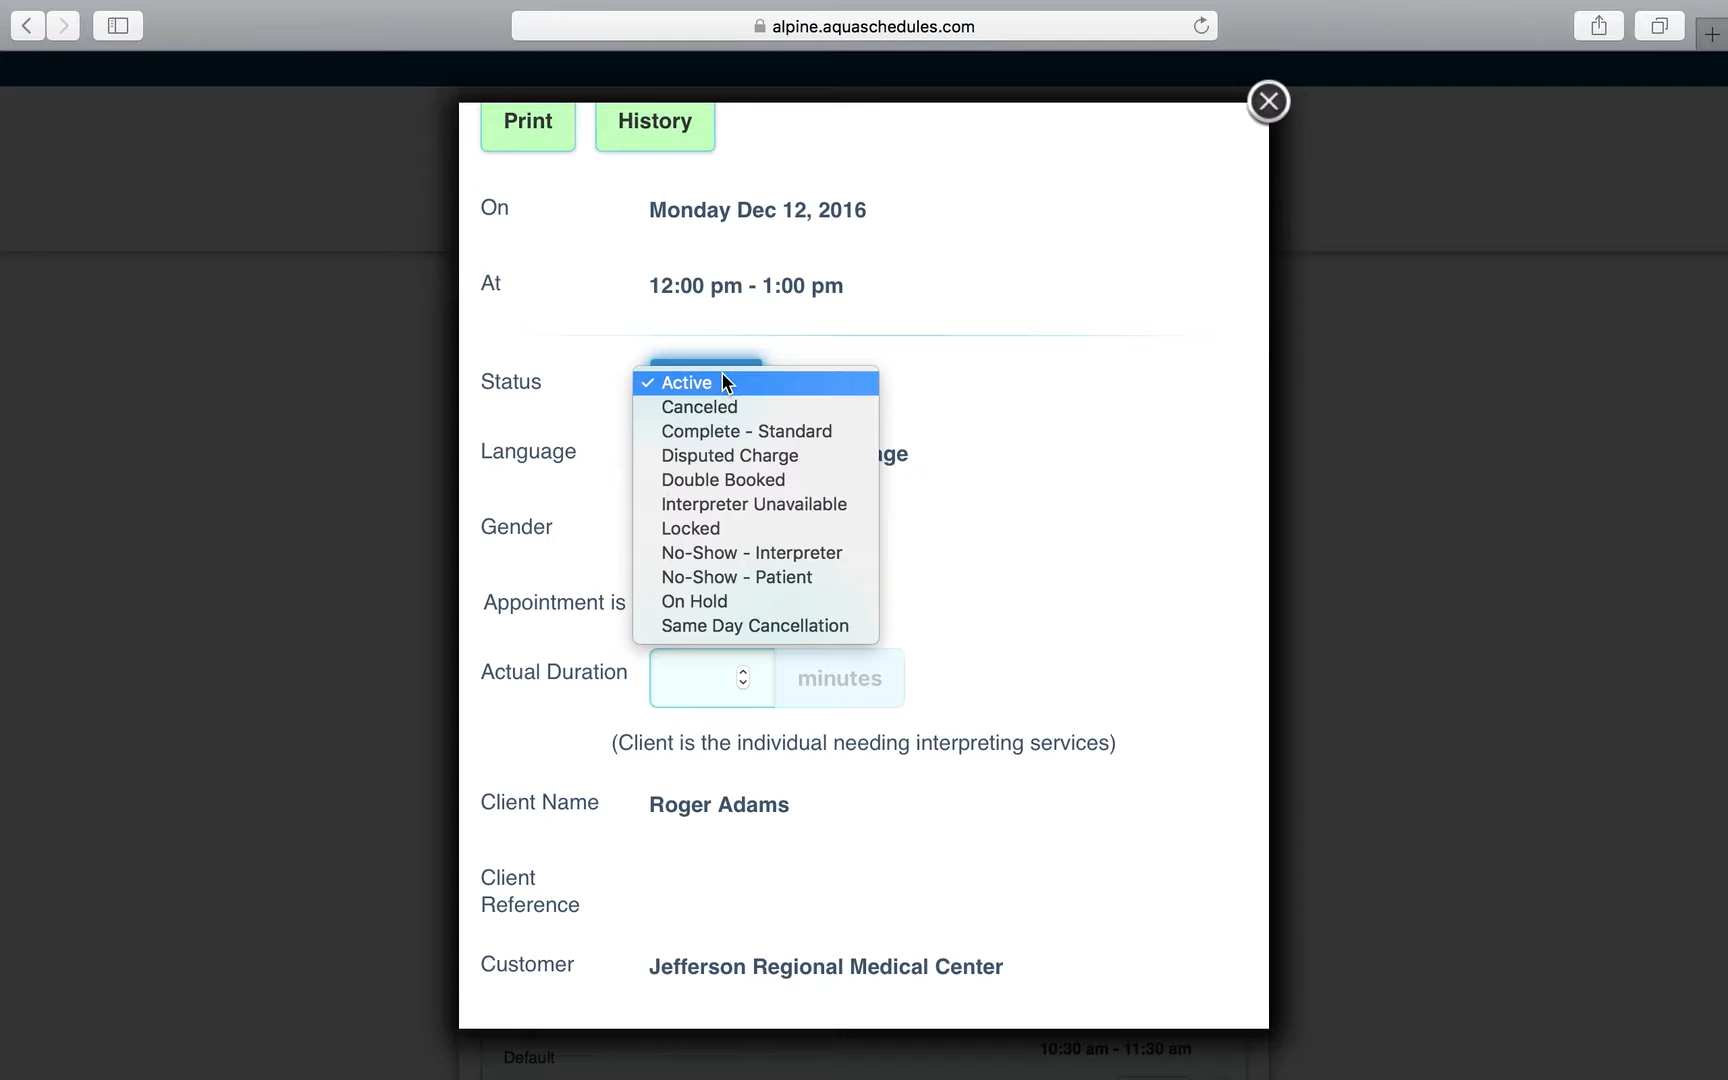 alpine.aquaschedules.com
Print
History
On
Monday Dec 12, 2016
At
12:00 pm - 1:00 pm
Status
Active
Canceled
Complete - Standard
Disputed Charge
Double Booked
Interpreter Unavailable
Locked
No-Show - Interpreter
No-Show - Patient
On Hold
Same Day Cancellation
Language
Gender
Appointment is
Actual Duration
minutes
(Client is the individual needing interpreting services)
Client Name
Roger Adams
Client
Reference
Customer
Jefferson Regional Medical Center
Default
10:30 am - 11:30 am